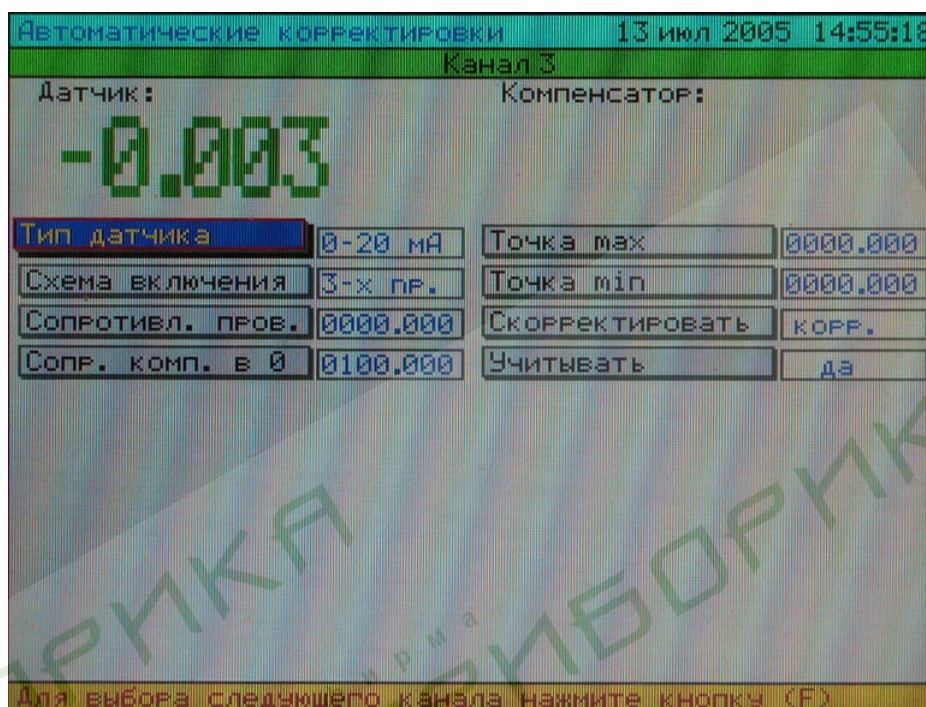 Автоматические корректировки 13 июл 2005 14:55:18
Канал 3
Датчик: Компенсатор:
-0.003
Тип датчика 0-20 мА Точка max 0000.000
Схема включения 3-х пр. Точка min 0000.000
Сопротивл. пров. 0000.000 Скорректировать корр.
Сопр. комп. в 0 0100.000 Учитывать да
Для выбора следующего канала нажмите кнопку (F)